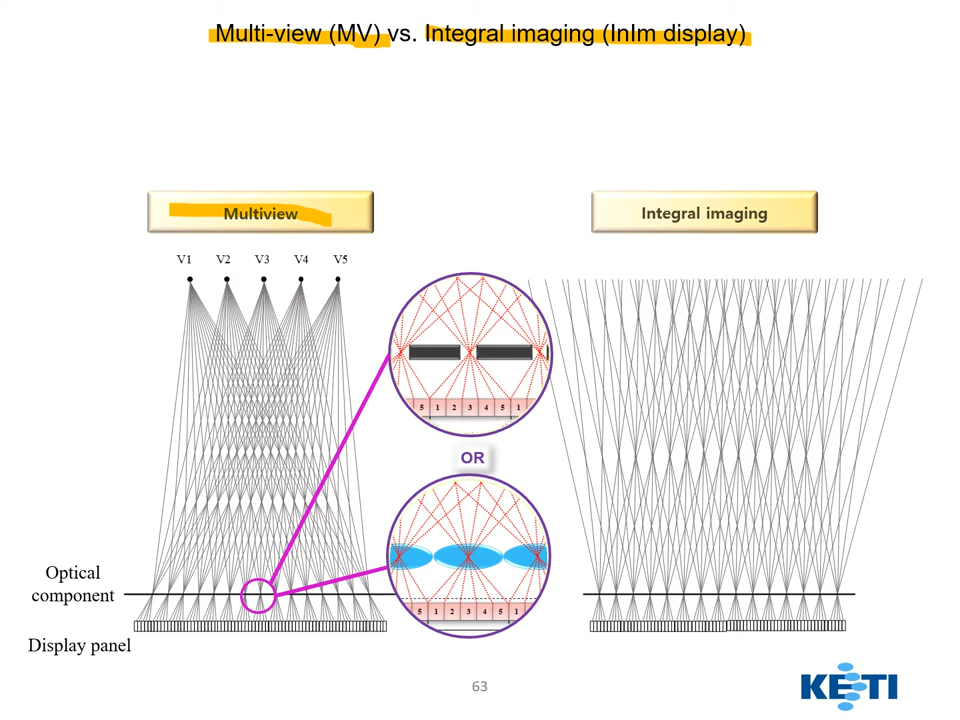 Multi-view (MV) vs. Integral imaging (InIm display)
Multiview
Integral imaging
V1 V2 V3 V4 V5
5 1 2 3 4 5 1
OR
Optical
component
5 1 2 3 4 5 1
Display panel
63
KETI